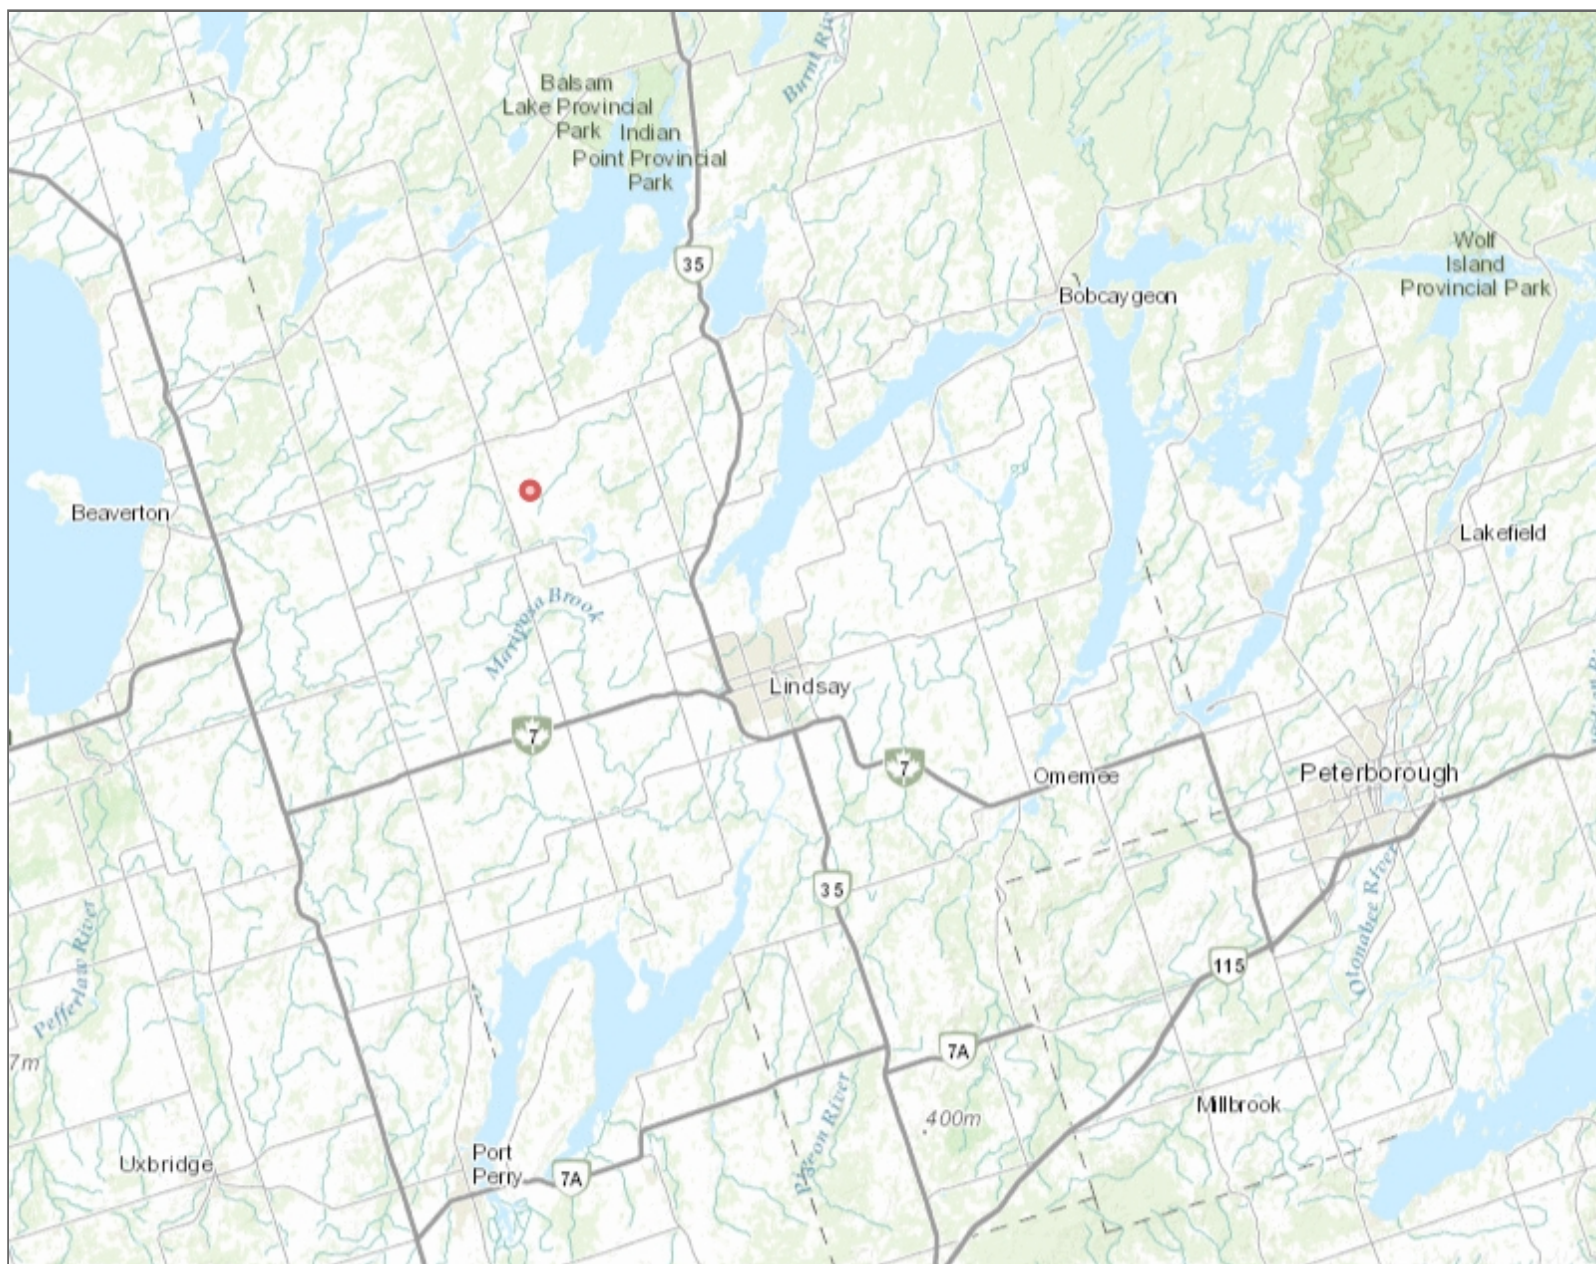 Burnt Riv
Balsam
Lake Provincial
Park
Indian
Point Provincial
Park
35
Wolf
Island
Provincial Park
Bobcaygeon
Beaverton
Lakefield
Mariposa Brook
Lindsay
7
7
Omemee
Peterborough
35
Otonabee River
Pefferlaw River
115
7m
7A
Pigeon River
400m
Millbrook
Uxbridge
Port
Perry
7A